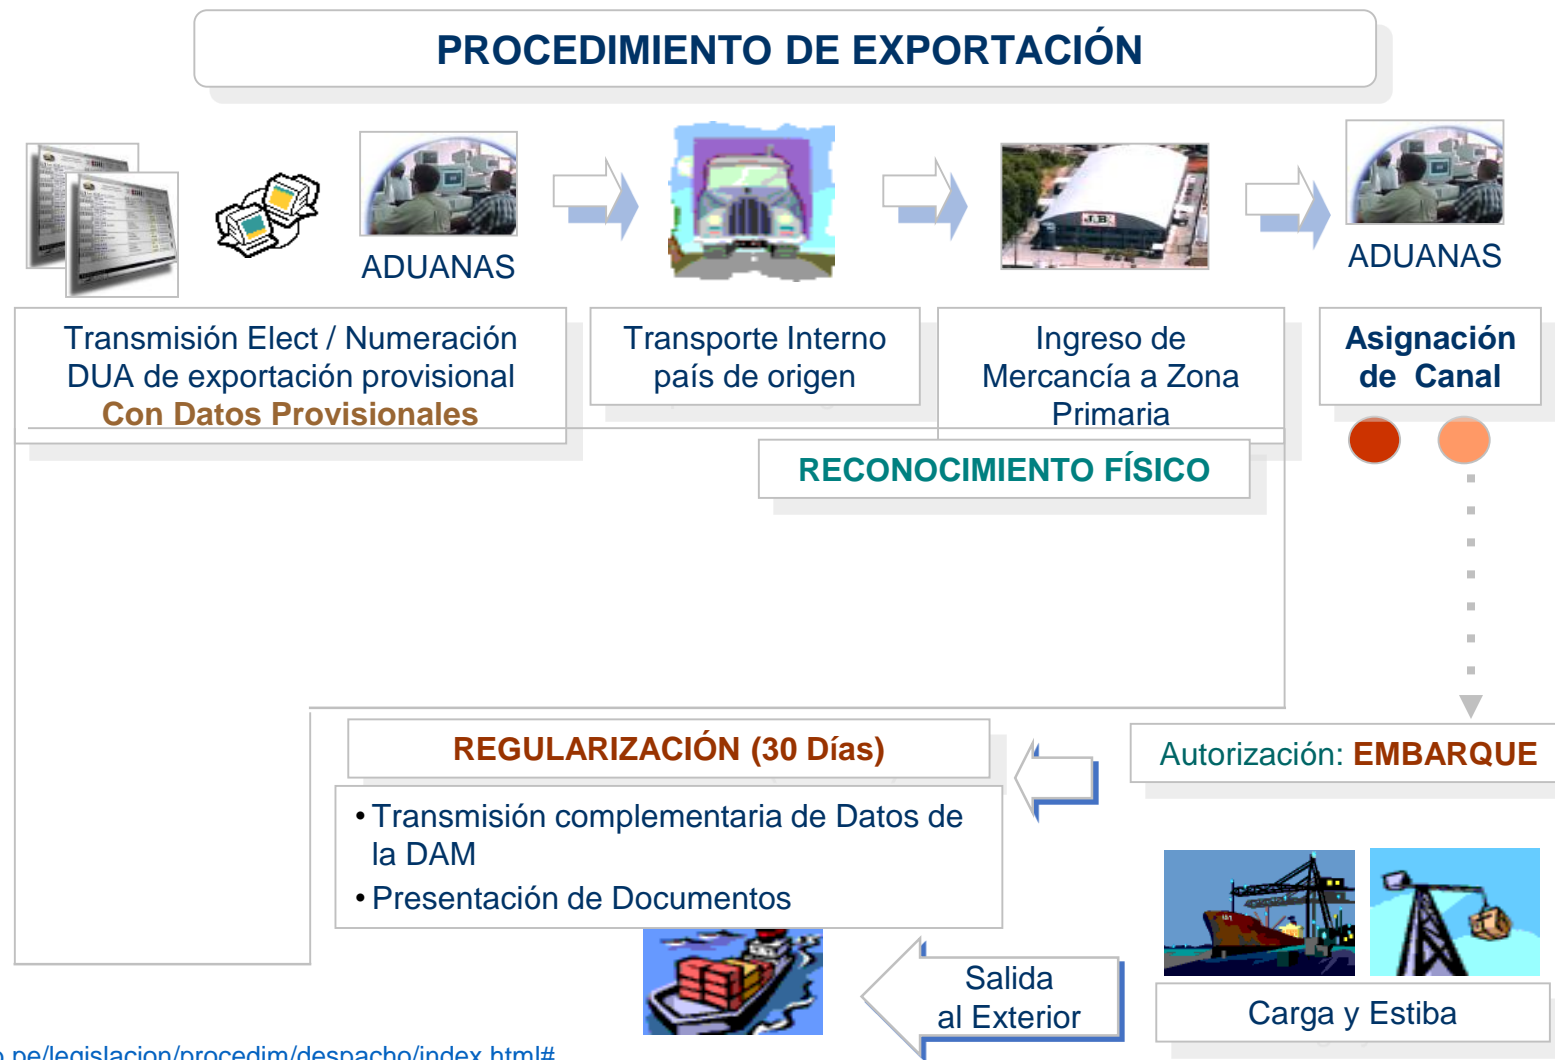 PROCEDIMIENTO DE EXPORTACIÓN
ADUANAS
ADUANAS
Transmisión Elect / Numeración
DUA de exportación provisional
Con Datos Provisionales
Transporte Interno
país de origen
Ingreso de
Mercancía a Zona
Primaria
Asignación
de Canal
RECONOCIMIENTO FÍSICO
REGULARIZACIÓN (30 Días)
• Transmisión complementaria de Datos de
la DAM
• Presentación de Documentos
Autorización: EMBARQUE
Salida
al Exterior
Carga y Estiba
o.pe/legislacion/procedim/despacho/index.html#